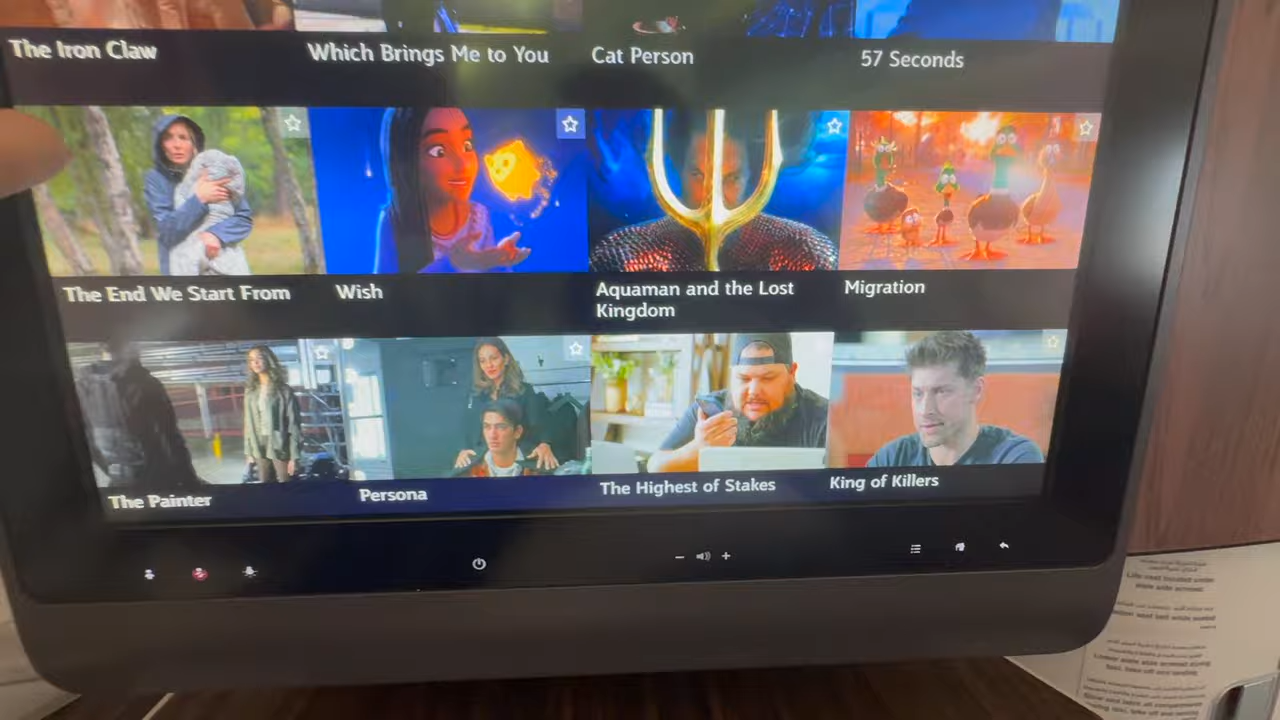 The Iron Claw
Which Brings Me to You
Cat Person
57 Seconds
The End We Start From
Wish
Aquaman and the Lost
Kingdom
Migration
The Painter
Persona
The Highest of Stakes
King of Killers